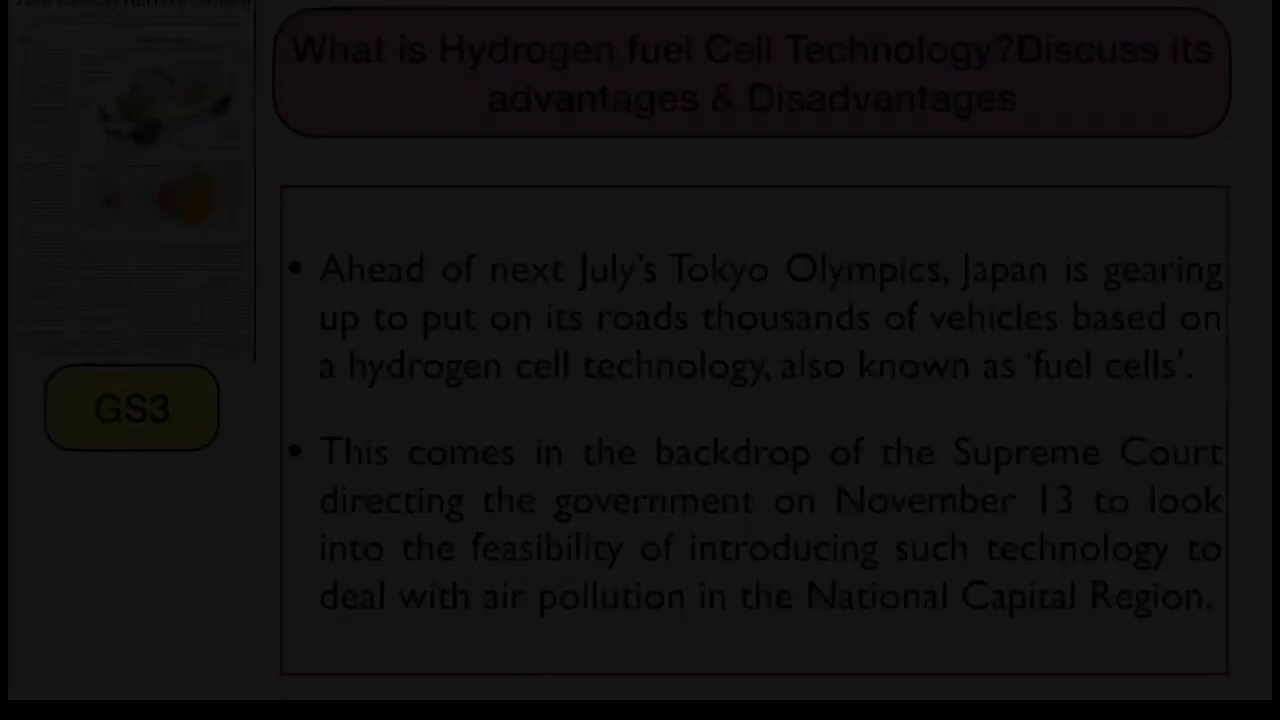 What is Hydrogen fuel Cell Technology?Discuss its
advantages & Disadvantages
GS3
• Ahead of next July's Tokyo Olympics, Japan is gearing
up to put on its roads thousands of vehicles based on
a hydrogen cell technology, also known as 'fuel cells'.
• This comes in the backdrop of the Supreme Court
directing the government on November 13 to look
into the feasibility of introducing such technology to
deal with air pollution in the National Capital Region.